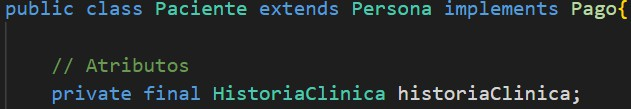 public class Paciente extends Persona implements Pago{
// Atributos
private final HistoriaClinica historiaClinica;